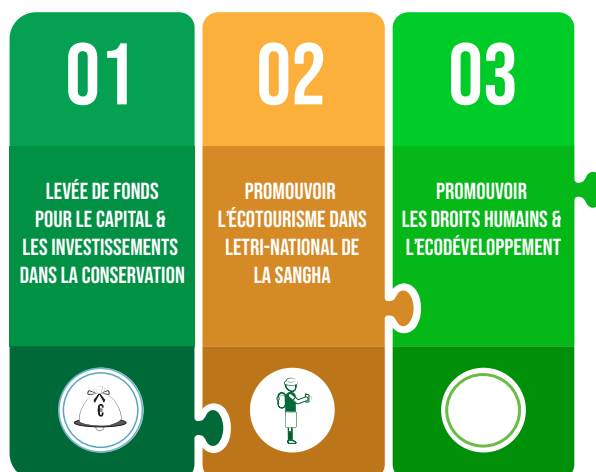 01
LEVÉE DE FONDS
POUR LE CAPITAL &
LES INVESTISSEMENTS
DANS LA CONSERVATION
€
02
PROMOUVOIR
L'ÉCOTOURISME DANS
LETRI-NATIONAL DE
LA SANGHA
03
PROMOUVOIR
LES DROITS HUMAINS &
L'ECODÉVELOPPEMENT